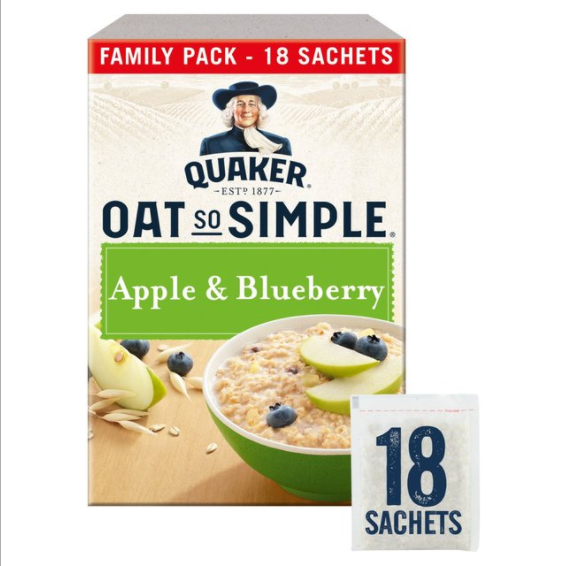 FAMILY PACK - 18 SACHETS
QUAKER®
-ESTD 1877-
OAT SO SIMPLE®
Apple & Blueberry
18
SACHETS